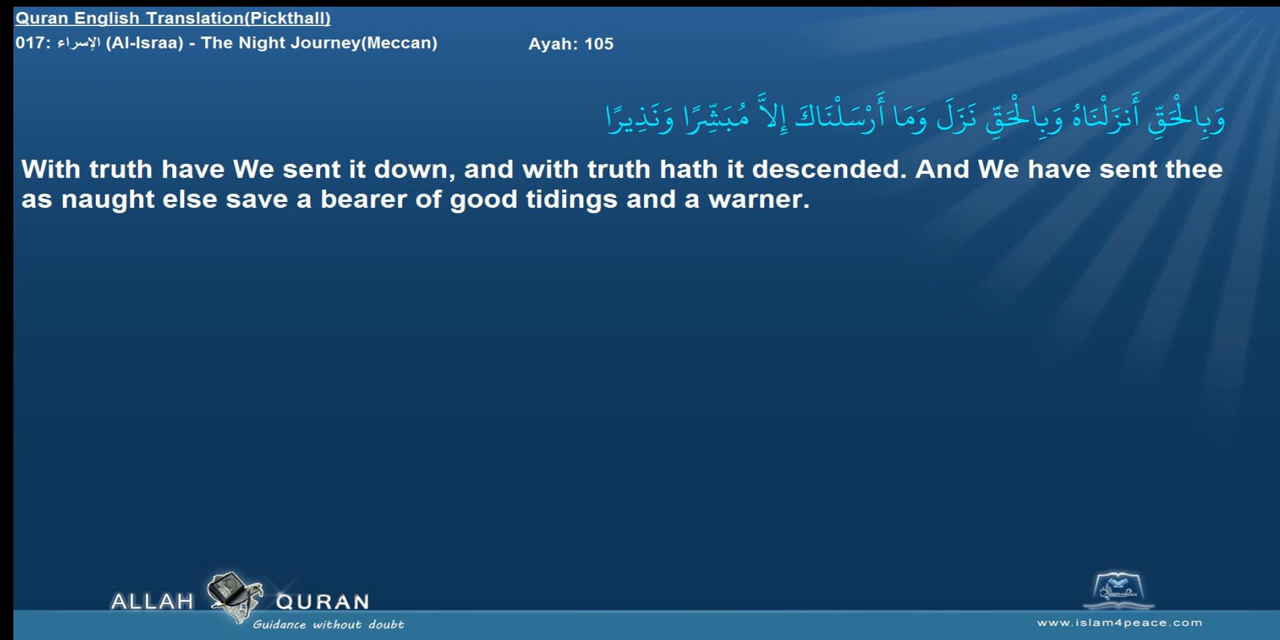 Quran English Translation(Pickthall)
017: الإسراء (Al-Israa) - The Night Journey(Meccan) Ayah: 105
وَبِالْحَقِّ أَنزَلْنَاهُ وَبِالْحَقِّ نَزَلَ وَمَا أَرْسَلْنَاكَ إِلاَّ مُبَشِّرًا وَنَذِيرًا
With truth have We sent it down, and with truth hath it descended. And We have sent thee
as naught else save a bearer of good tidings and a warner.
ALLAH QURAN
Guidance without doubt
www.islam4peace.com